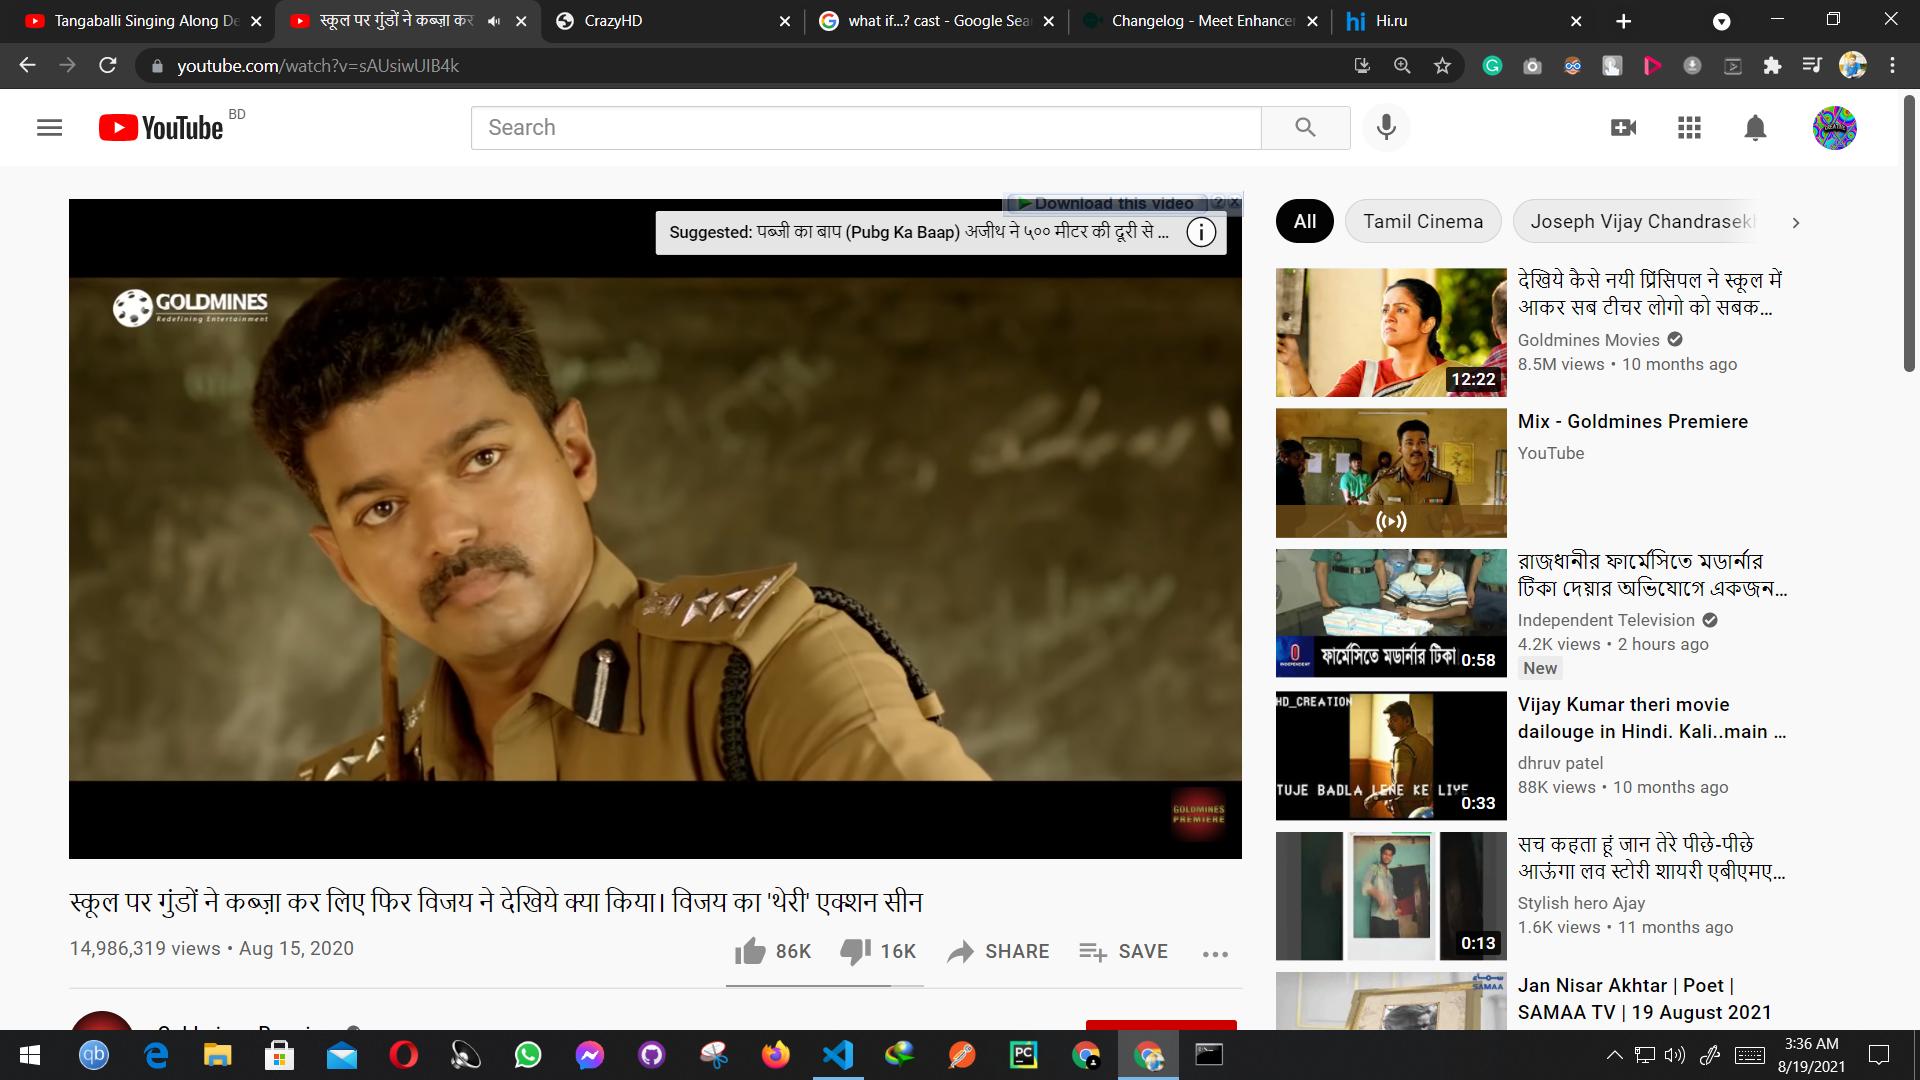 Tangaballi Singing Along De
स्कूल पर गुंडों ने कब्ज़ा कर
CrazyHD
what if...? cast - Google Sea
Changelog - Meet Enhancer
Hi.ru
youtube.com/watch?v=sAUsiwUIB4k
YouTube BD
Search
Download this video
Suggested: पब्जी का बाप (Pubg Ka Baap) अजीथ ने ५०० मीटर की दूरी से ...
GOLDMINES
Redefining Entertainment
GOLDMINES
PREMIERE
स्कूल पर गुंडों ने कब्ज़ा कर लिए फिर विजय ने देखिये क्या किया। विजय का 'थेरी' एक्शन सीन
14,986,319 views • Aug 15, 2020
86K 16K SHARE SAVE
All Tamil Cinema Joseph Vijay Chandrasekh
देखिये कैसे नयी प्रिंसिपल ने स्कूल में
आकर सब टीचर लोगो को सबक...
Goldmines Movies
8.5M views • 10 months ago
12:22
Mix - Goldmines Premiere
YouTube
রাজধানীর ফার্মেসিতে মডার্নার
টিকা দেয়ার অভিযোগে একজন...
Independent Television
4.2K views • 2 hours ago
New
INDEPENDENT
ফার্মেসিতে মডার্নার টিকা
0:58
Vijay Kumar theri movie
dailouge in Hindi. Kali..main ...
dhruv patel
88K views • 10 months ago
HD_CREATION
TUJE BADLA LENE KE LIYE
0:33
सच कहता हूं जान तेरे पीछे-पीछे
आऊंगा लव स्टोरी शायरी एबीएमए...
Stylish hero Ajay
1.6K views • 11 months ago
0:13
Jan Nisar Akhtar | Poet |
SAMAA TV | 19 August 2021
SAMAA
3:36 AM
8/19/2021